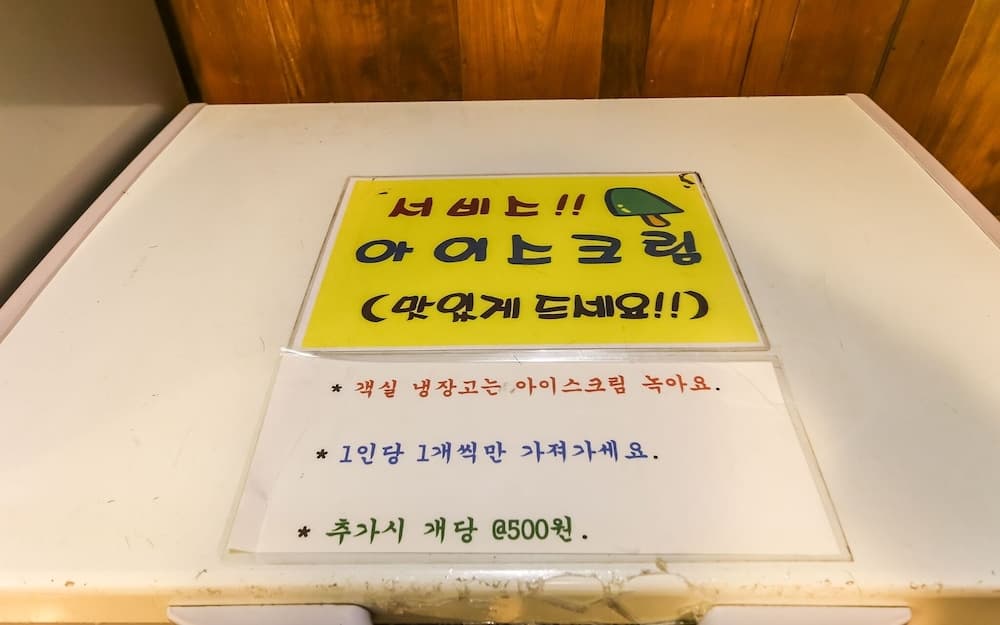 서비스!!
아이스크림
(맛있게 드세요!!)
* 객실 냉장고는 아이스크림 녹아요.
* 1인당 1개씩만 가져가세요.
* 추가시 개당 @500원.